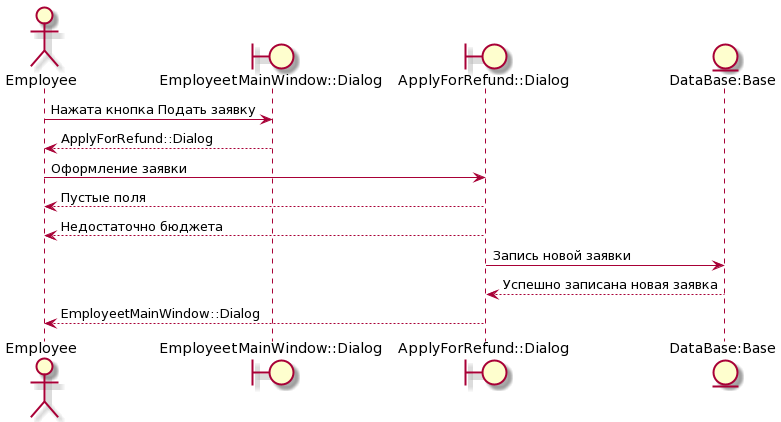 Employee
EmployeetMainWindow::Dialog
ApplyForRefund::Dialog
DataBase:Base
Нажата кнопка Подать заявку
ApplyForRefund::Dialog
Оформление заявки
Пустые поля
Недостаточно бюджета
Запись новой заявки
Успешно записана новая заявка
EmployeetMainWindow::Dialog
Employee
EmployeetMainWindow::Dialog
ApplyForRefund::Dialog
DataBase:Base